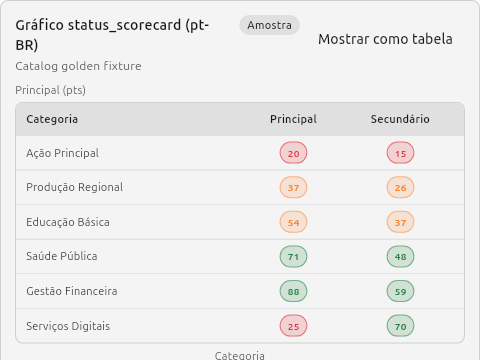 Gráfico status_scorecard (pt-
BR)
Amostra
Mostrar como tabela
Catalog golden fixture
Principal (pts)
Categoria Principal Secundário
Ação Principal 20 15
Produção Regional 37 26
Educação Básica 54 37
Saúde Pública 71 48
Gestão Financeira 88 59
Serviços Digitais 25 70
Categoria